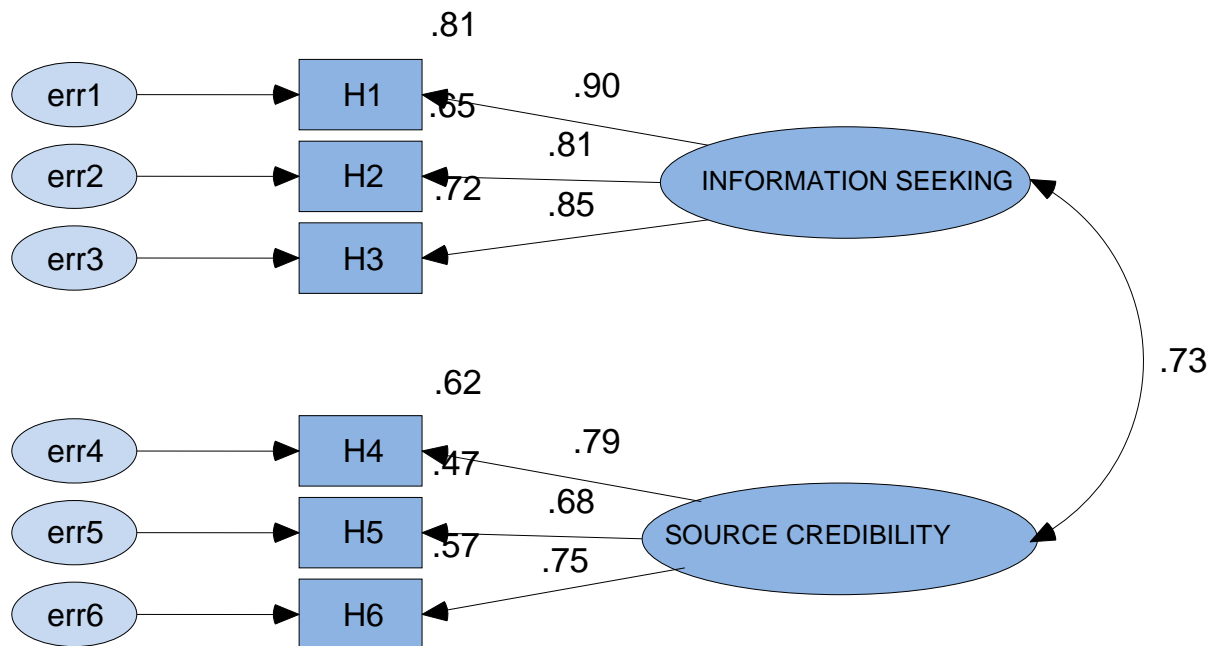 .81
err1 H1 .90
.65
.81
err2 H2 INFORMATION SEEKING
.72
.85
err3 H3
.73
.62
err4 H4 .79
.47
.68
err5 H5 SOURCE CREDIBILITY
.57
.75
err6 H6